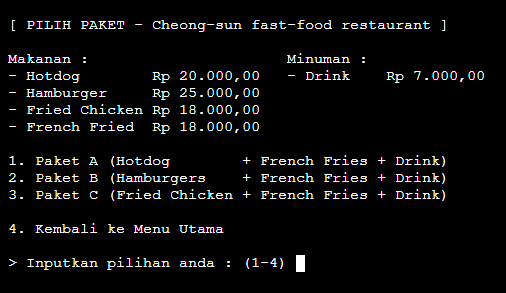 [ PILIH PAKET - Cheong-sun fast-food restaurant ]
Makanan : Minuman :
- Hotdog Rp 20.000,00 - Drink Rp 7.000,00
- Hamburger Rp 25.000,00
- Fried Chicken Rp 18.000,00
- French Fried Rp 18.000,00
1. Paket A (Hotdog + French Fries + Drink)
2. Paket B (Hamburgers + French Fries + Drink)
3. Paket C (Fried Chicken + French Fries + Drink)
4. Kembali ke Menu Utama
> Inputkan pilihan anda : (1-4)